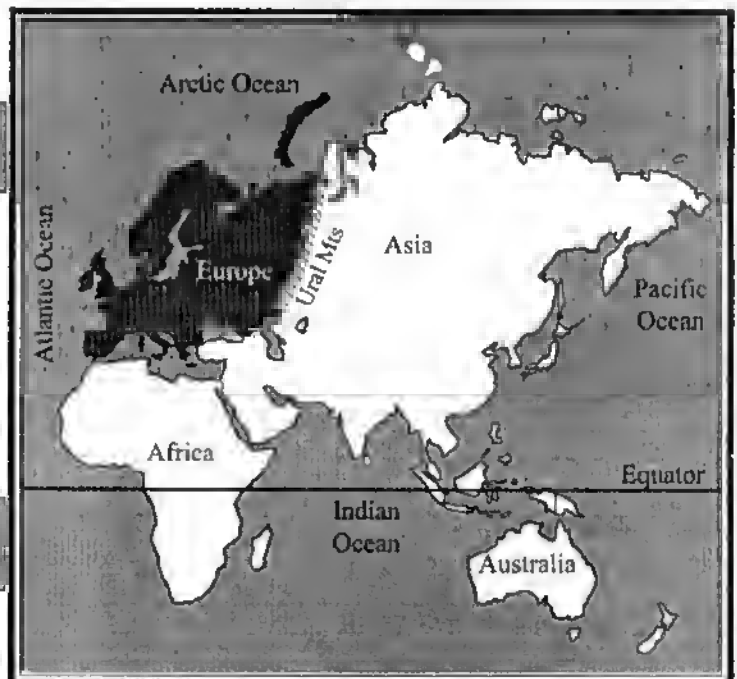 Arctic Ocean
Atlantic Ocean
Europe
Ural Mts
Asia
Pacific
Ocean
Africa
Equator
Indian
Ocean
Australia